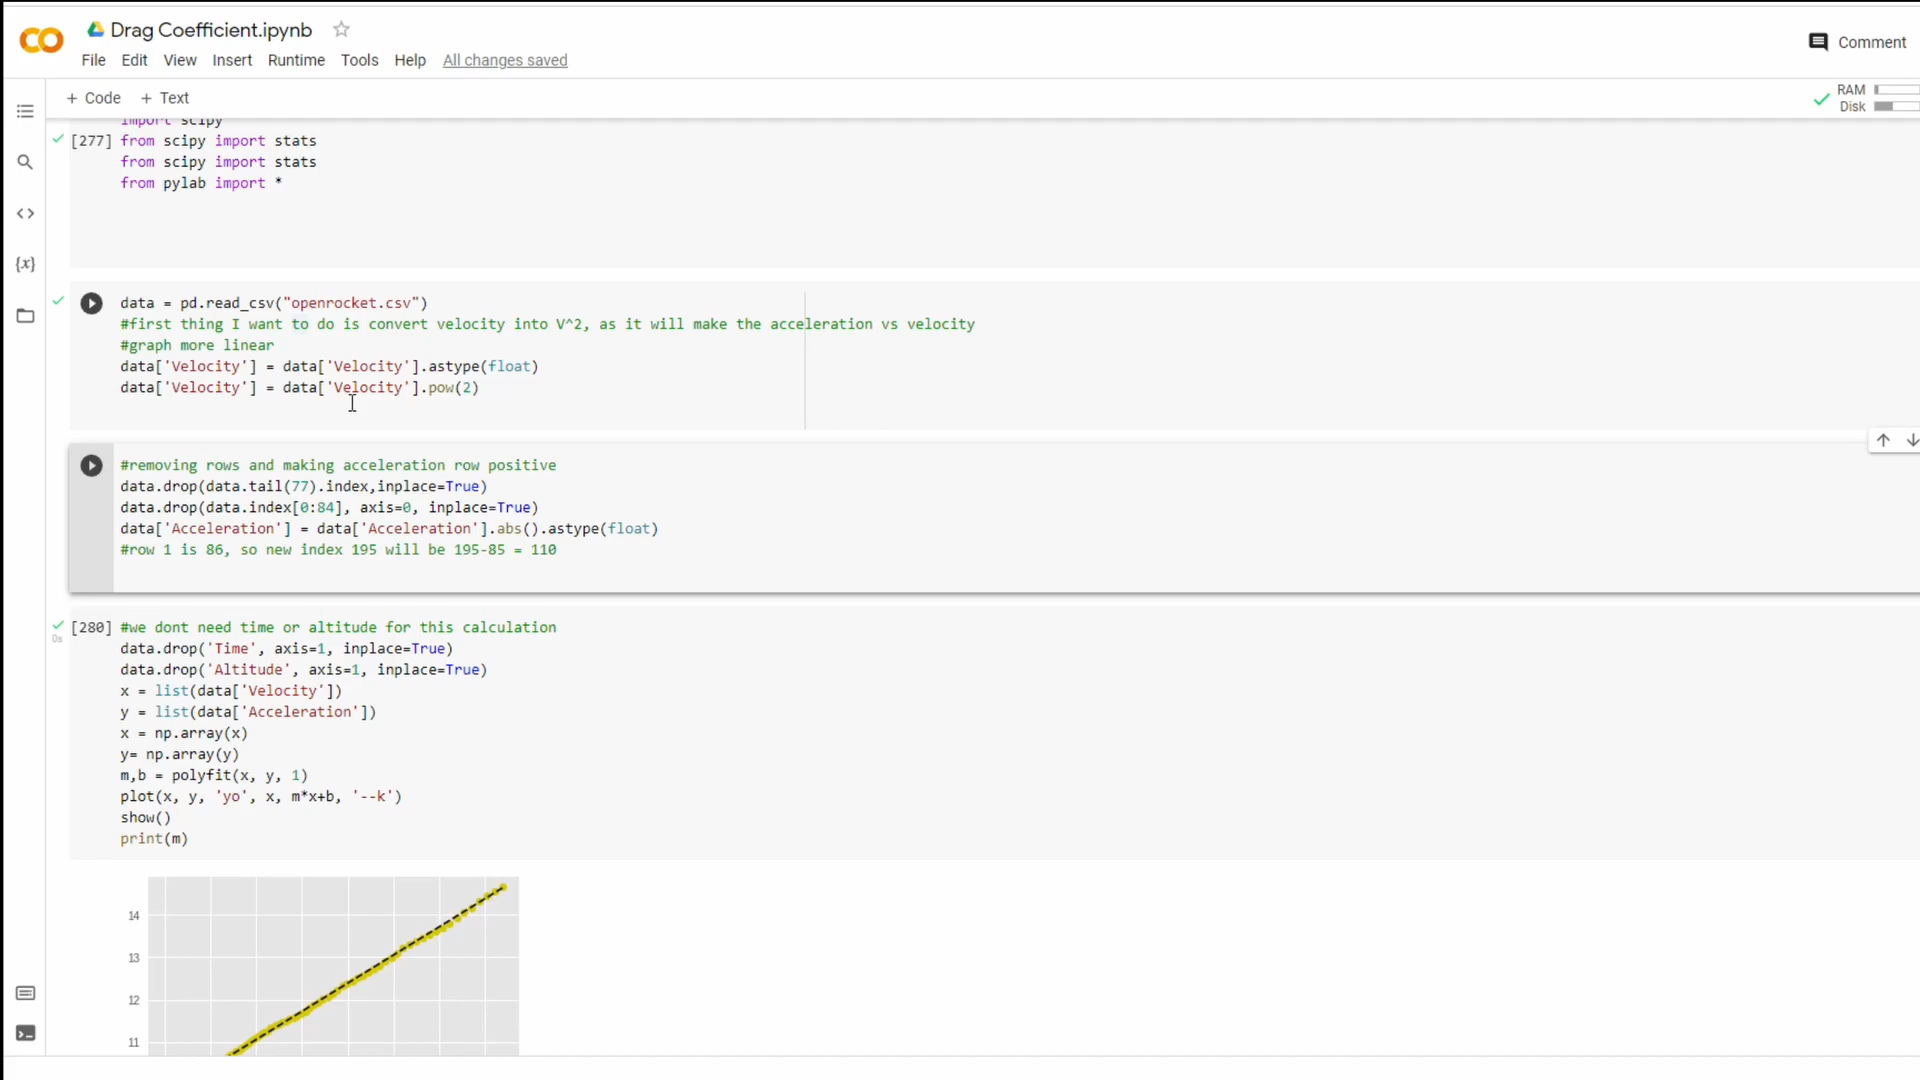 Drag Coefficient.ipynb
File Edit View Insert Runtime Tools Help All changes saved
Comment
+ Code + Text
RAM
Disk
import scipy
[277] from scipy import stats
from scipy import stats
from pylab import *
data = pd.read_csv("openrocket.csv")
#first thing I want to do is convert velocity into V^2, as it will make the acceleration vs velocity
#graph more linear
data['Velocity'] = data['Velocity'].astype(float)
data['Velocity'] = data['Velocity'].pow(2)
#removing rows and making acceleration row positive
data.drop(data.tail(77).index,inplace=True)
data.drop(data.index[0:84], axis=0, inplace=True)
data['Acceleration'] = data['Acceleration'].abs().astype(float)
#row 1 is 86, so new index 195 will be 195-85 = 110
[280] #we dont need time or altitude for this calculation
0s
data.drop('Time', axis=1, inplace=True)
data.drop('Altitude', axis=1, inplace=True)
x = list(data['Velocity'])
y = list(data['Acceleration'])
x = np.array(x)
y= np.array(y)
m,b = polyfit(x, y, 1)
plot(x, y, 'yo', x, m*x+b, '--k')
show()
print(m)
14
13
12
11